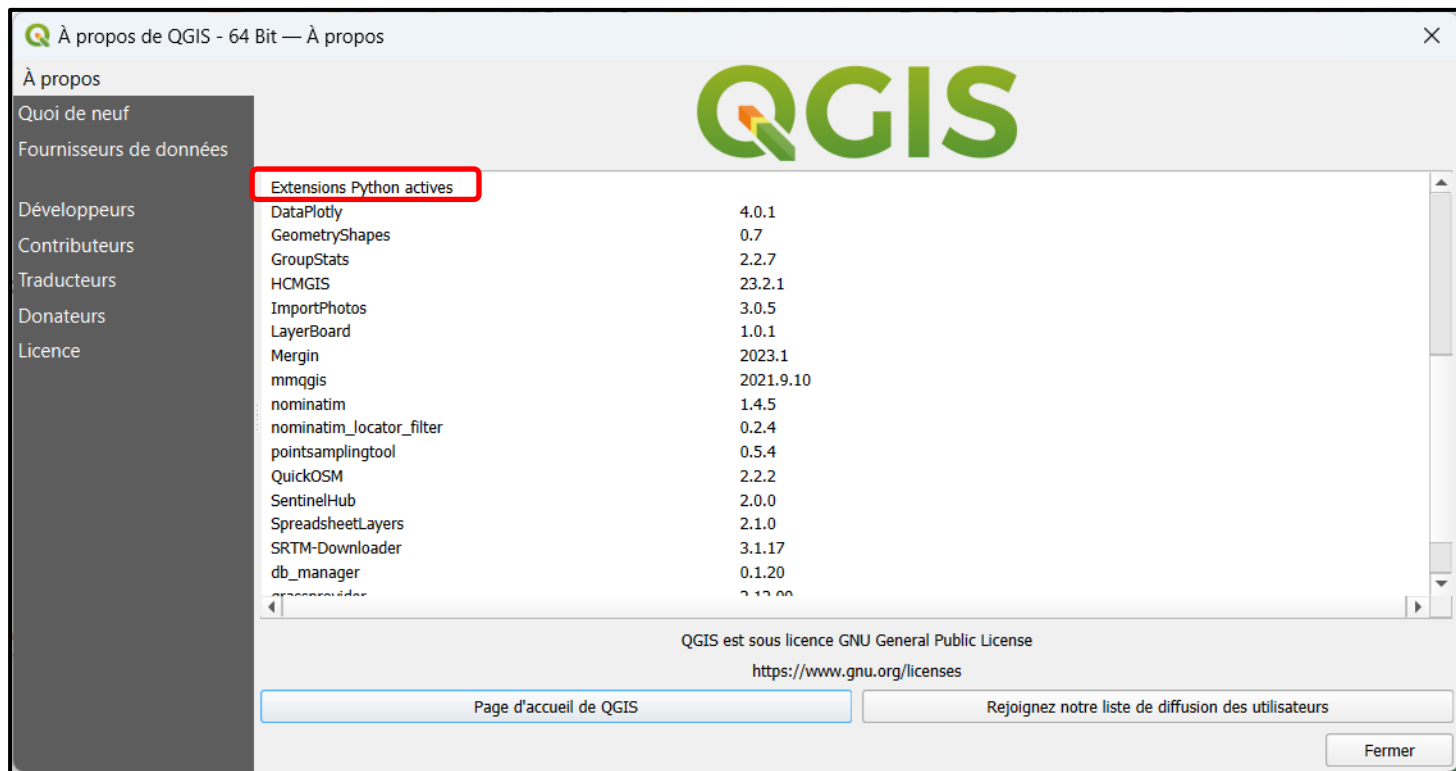 À propos de QGIS - 64 Bit — À propos
À propos
Quoi de neuf
Fournisseurs de données
Développeurs
Contributeurs
Traducteurs
Donateurs
Licence
QGIS
Extensions Python actives
DataPlotly 4.0.1
GeometryShapes 0.7
GroupStats 2.2.7
HCMGIS 23.2.1
ImportPhotos 3.0.5
LayerBoard 1.0.1
Mergin 2023.1
mmqgis 2021.9.10
nominatim 1.4.5
nominatim_locator_filter 0.2.4
pointsamplingtool 0.5.4
QuickOSM 2.2.2
SentinelHub 2.0.0
SpreadsheetLayers 2.1.0
SRTM-Downloader 3.1.17
db_manager 0.1.20
grassprovider 2.12.99
QGIS est sous licence GNU General Public License
https://www.gnu.org/licenses
Page d'accueil de QGIS
Rejoignez notre liste de diffusion des utilisateurs
Fermer